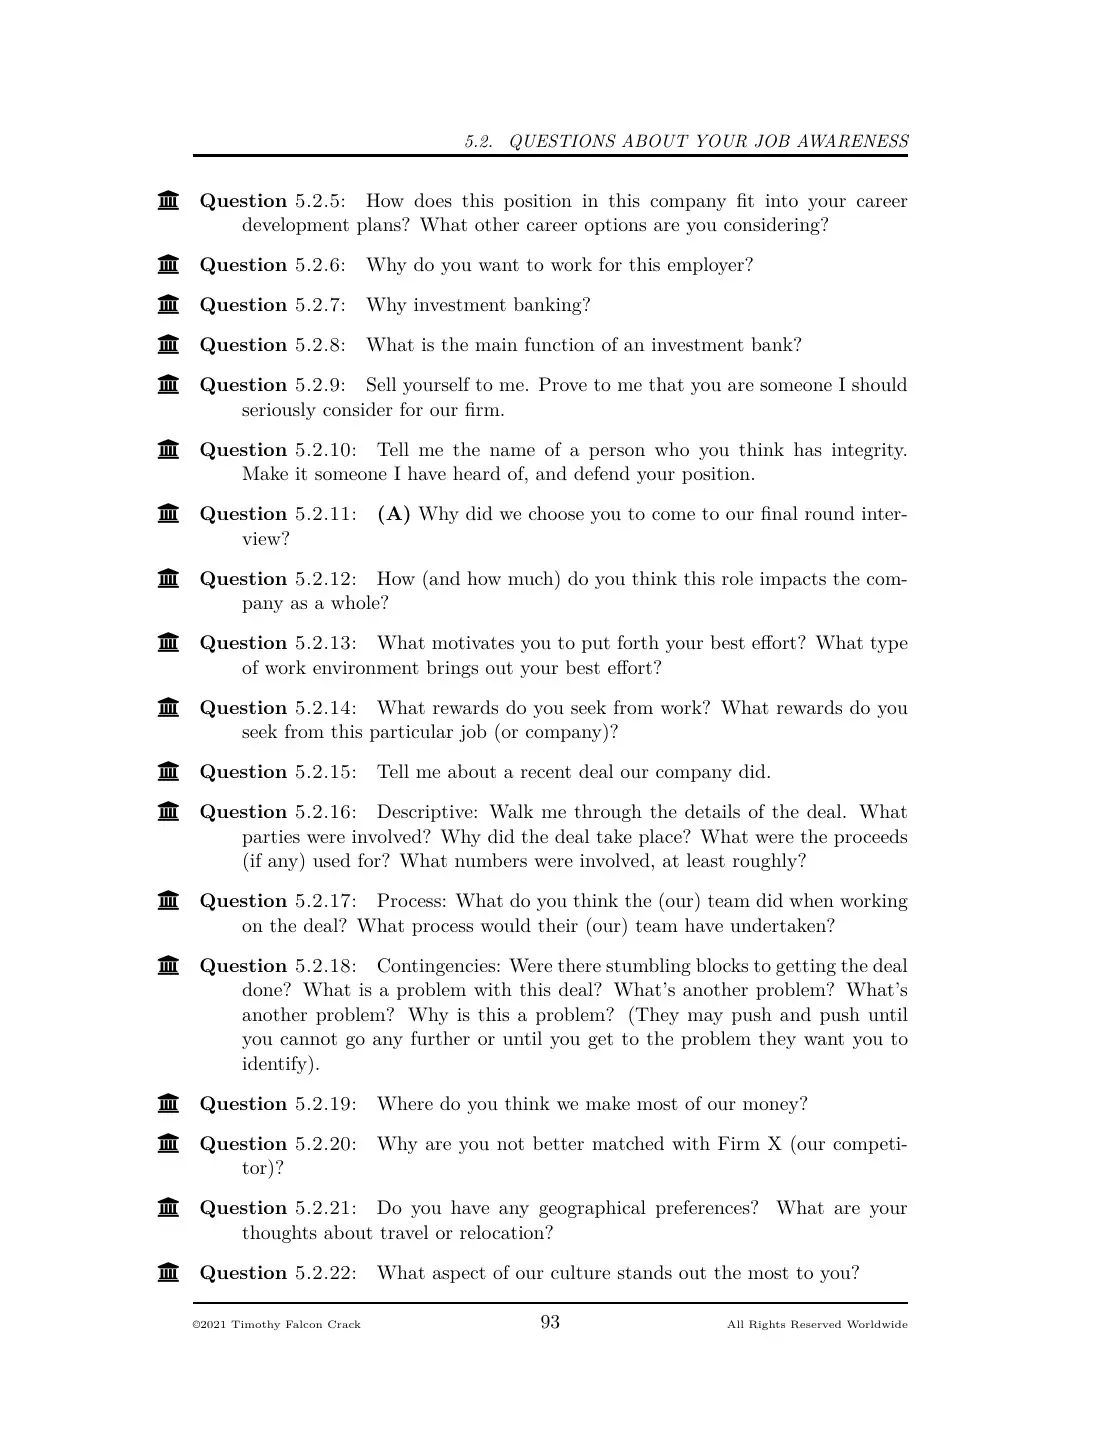 5.2. QUESTIONS ABOUT YOUR JOB AWARENESS
Question 5.2.5: How does this position in this company fit into your career
development plans? What other career options are you considering?
Question 5.2.6: Why do you want to work for this employer?
Question 5.2.7: Why investment banking?
Question 5.2.8: What is the main function of an investment bank?
Question 5.2.9: Sell yourself to me. Prove to me that you are someone I should
seriously consider for our firm.
Question 5.2.10: Tell me the name of a person who you think has integrity.
Make it someone I have heard of, and defend your position.
Question 5.2.11: (A) Why did we choose you to come to our final round inter-
view?
Question 5.2.12: How (and how much) do you think this role impacts the com-
pany as a whole?
Question 5.2.13: What motivates you to put forth your best effort? What type
of work environment brings out your best effort?
Question 5.2.14: What rewards do you seek from work? What rewards do you
seek from this particular job (or company)?
Question 5.2.15: Tell me about a recent deal our company did.
Question 5.2.16: Descriptive: Walk me through the details of the deal. What
parties were involved? Why did the deal take place? What were the proceeds
(if any) used for? What numbers were involved, at least roughly?
Question 5.2.17: Process: What do you think the (our) team did when working
on the deal? What process would their (our) team have undertaken?
Question 5.2.18: Contingencies: Were there stumbling blocks to getting the deal
done? What is a problem with this deal? What's another problem? What's
another problem? Why is this a problem? (They may push and push until
you cannot go any further or until you get to the problem they want you to
identify).
Question 5.2.19: Where do you think we make most of our money?
Question 5.2.20: Why are you not better matched with Firm X (our competi-
tor)?
Question 5.2.21: Do you have any geographical preferences? What are your
thoughts about travel or relocation?
Question 5.2.22: What aspect of our culture stands out the most to you?
©2021 Timothy Falcon Crack 93 All Rights Reserved Worldwide